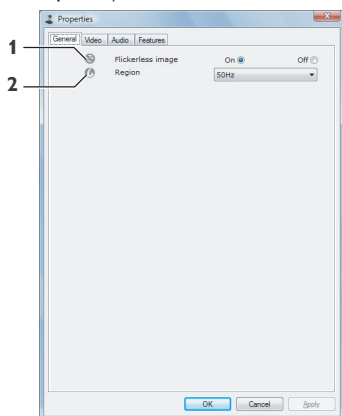 Properties
General Video Audio Features
1 Flickerless image On Off
2 Region 50Hz
OK Cancel Apply